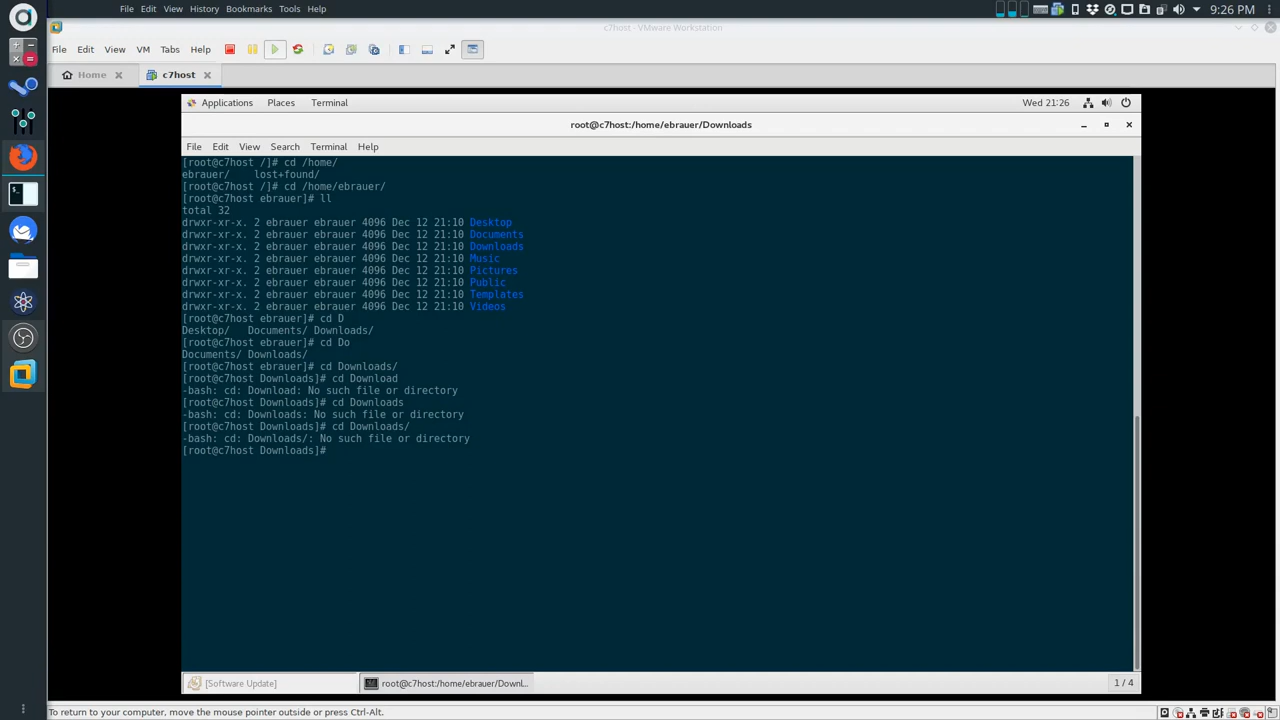 File Edit View History Bookmarks Tools Help 9:26 PM
c7host - VMware Workstation
File Edit View VM Tabs Help
Home c7host
Applications Places Terminal Wed 21:26
root@c7host:/home/ebrauer/Downloads
File Edit View Search Terminal Help
[root@c7host /]# cd /home/
ebrauer/    lost+found/
[root@c7host /]# cd /home/ebrauer/
[root@c7host ebrauer]# ll
total 32
drwxr-xr-x. 2 ebrauer ebrauer 4096 Dec 12 21:10 Desktop
drwxr-xr-x. 2 ebrauer ebrauer 4096 Dec 12 21:10 Documents
drwxr-xr-x. 2 ebrauer ebrauer 4096 Dec 12 21:10 Downloads
drwxr-xr-x. 2 ebrauer ebrauer 4096 Dec 12 21:10 Music
drwxr-xr-x. 2 ebrauer ebrauer 4096 Dec 12 21:10 Pictures
drwxr-xr-x. 2 ebrauer ebrauer 4096 Dec 12 21:10 Public
drwxr-xr-x. 2 ebrauer ebrauer 4096 Dec 12 21:10 Templates
drwxr-xr-x. 2 ebrauer ebrauer 4096 Dec 12 21:10 Videos
[root@c7host ebrauer]# cd D
Desktop/   Documents/ Downloads/
[root@c7host ebrauer]# cd Do
Documents/ Downloads/
[root@c7host ebrauer]# cd Downloads/
[root@c7host Downloads]# cd Download
-bash: cd: Download: No such file or directory
[root@c7host Downloads]# cd Downloads
-bash: cd: Downloads: No such file or directory
[root@c7host Downloads]# cd Downloads/
-bash: cd: Downloads/: No such file or directory
[root@c7host Downloads]#
[Software Update] root@c7host:/home/ebrauer/Downl... 1 / 4
To return to your computer, move the mouse pointer outside or press Ctrl-Alt.